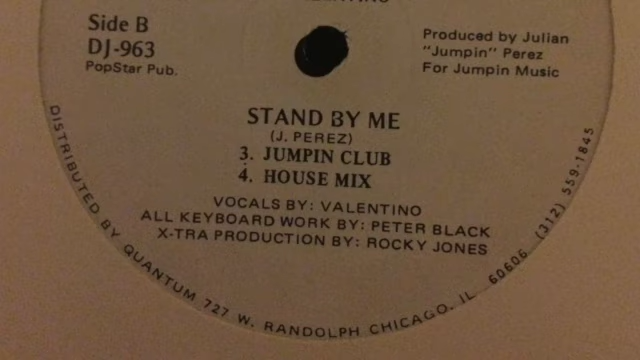 Side B
DJ-963
PopStar Pub.
Produced by Julian
"Jumpin" Perez
For Jumpin Music
STAND BY ME
(J. PEREZ)
3. JUMPIN CLUB
4. HOUSE MIX
VOCALS BY: VALENTINO
ALL KEYBOARD WORK BY: PETER BLACK
X-TRA PRODUCTION BY: ROCKY JONES
DISTRIBUTED BY QUANTUM 727 W. RANDOLPH CHICAGO, IL 60606 (312) 559-1845